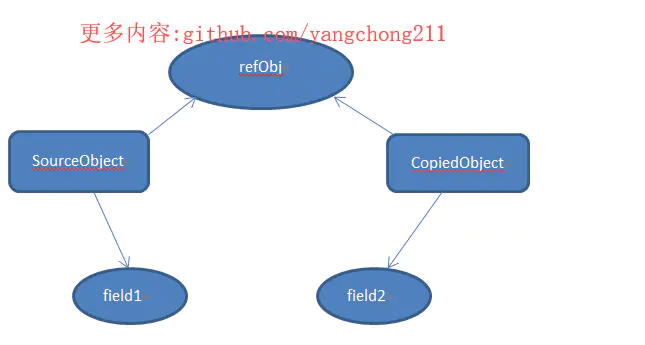 更多内容:github.com/yangchong211
refObj
SourceObject
CopiedObject
field1
field2